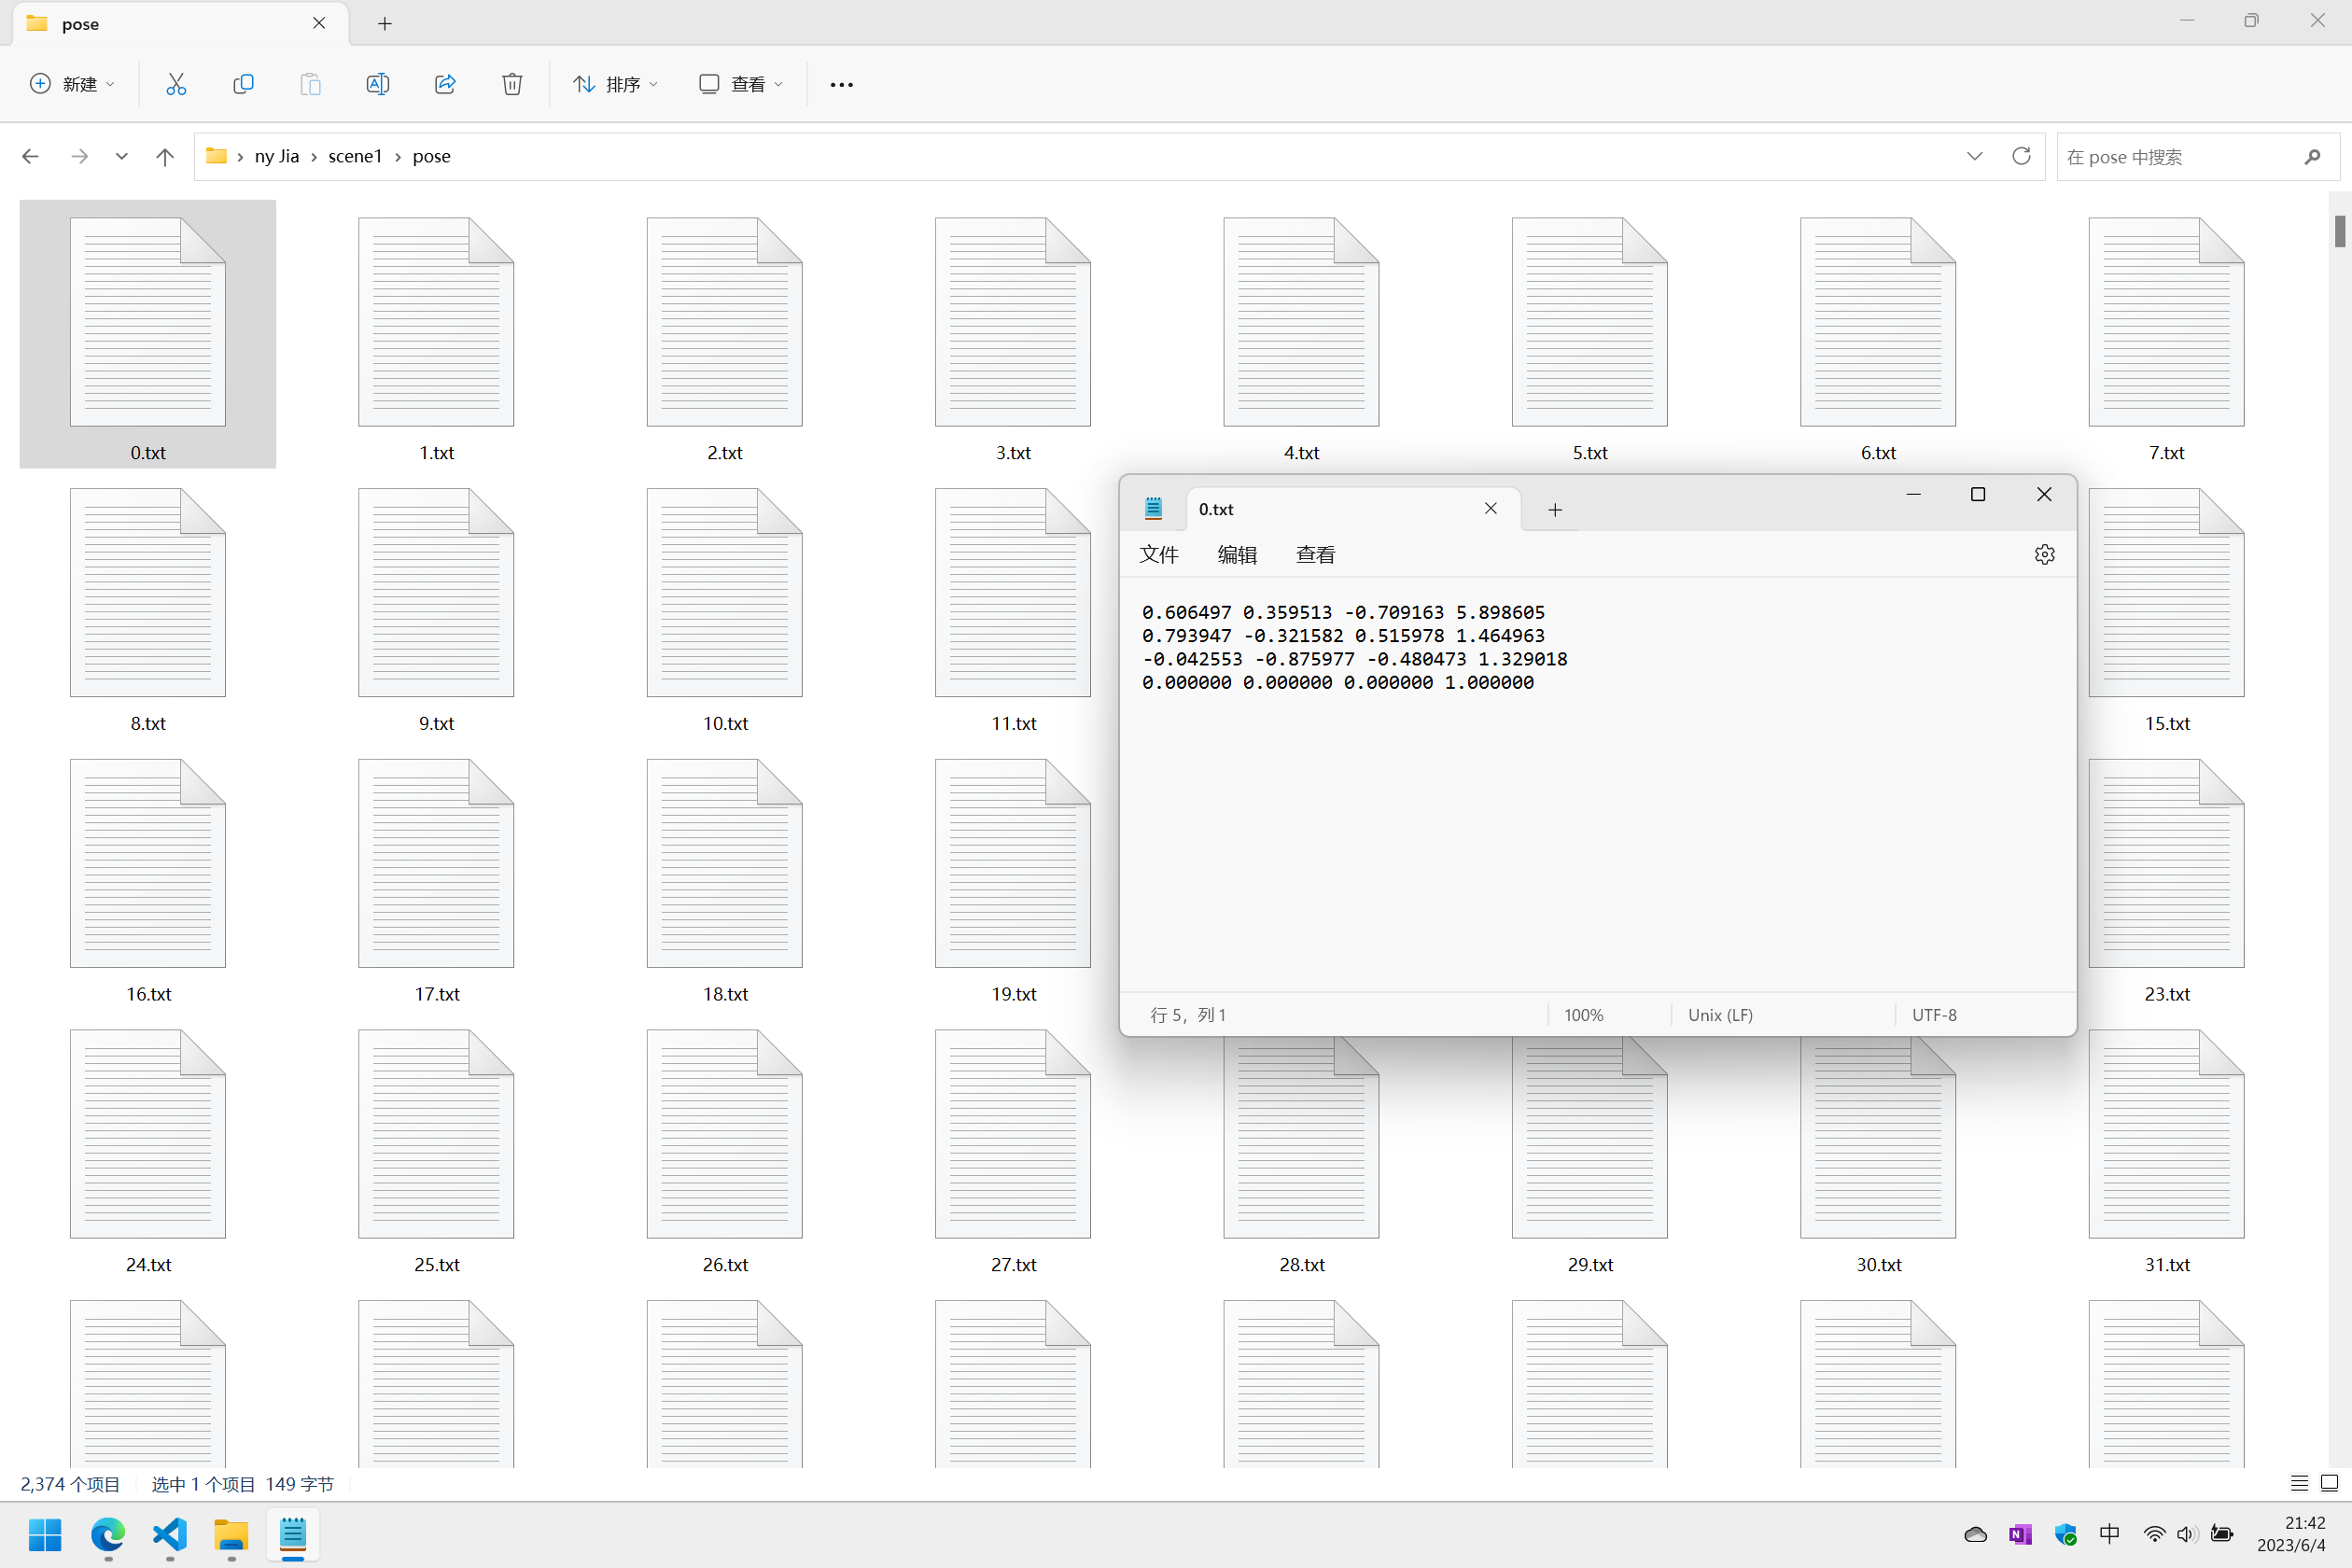 pose
新建
排序
查看
ny Jia
scene1
pose
在 pose 中搜索
0.txt
1.txt
2.txt
3.txt
4.txt
5.txt
6.txt
7.txt
0.txt
文件
编辑
查看
0.606497 0.359513 -0.709163 5.898605
0.793947 -0.321582 0.515978 1.464963
-0.042553 -0.875977 -0.480473 1.329018
0.000000 0.000000 0.000000 1.000000
行 5，列 1
100%
Unix (LF)
UTF-8
8.txt
9.txt
10.txt
11.txt
15.txt
16.txt
17.txt
18.txt
19.txt
23.txt
24.txt
25.txt
26.txt
27.txt
28.txt
29.txt
30.txt
31.txt
2,374 个项目
选中 1 个项目 149 字节
中
21:42
2023/6/4